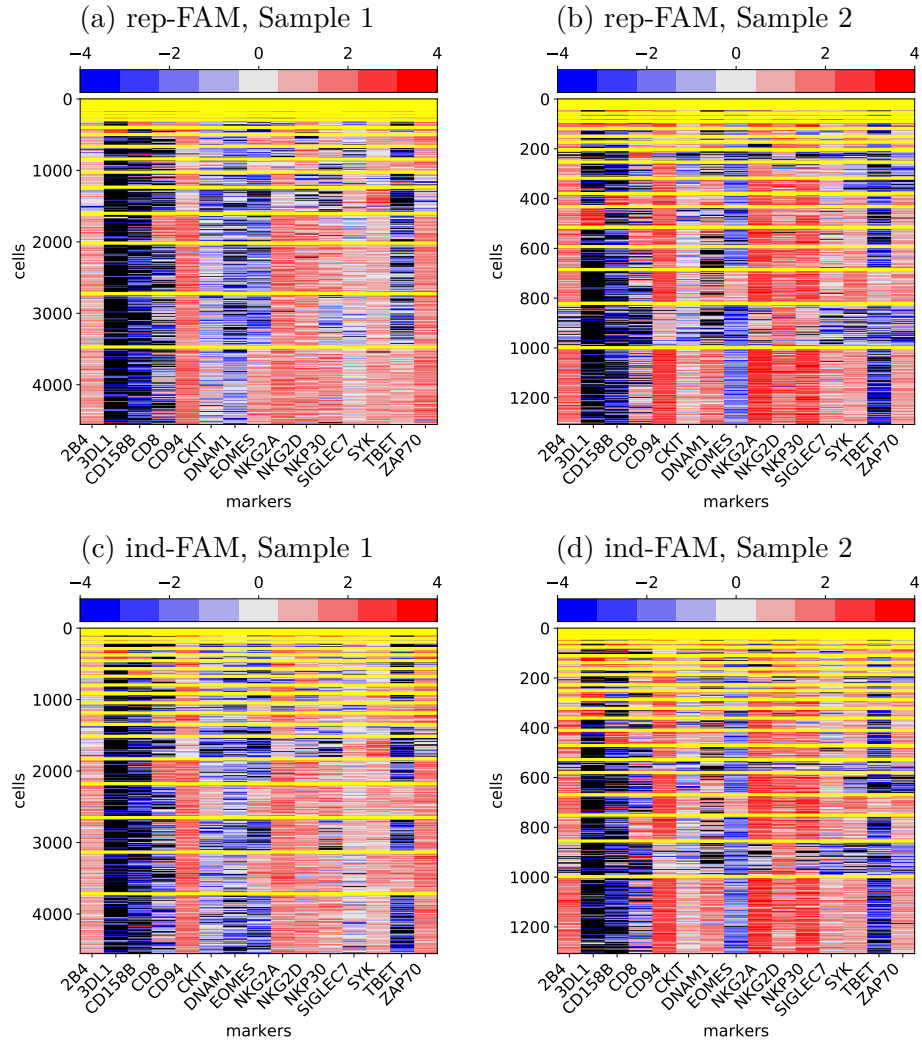 (a) rep-FAM, Sample 1
−4 −2 0 2 4
0
1000
2000
3000
4000
cells
2B4 3DL1 CD158B CD8 CD94 CKIT DNAM1 EOMES NKG2A NKG2D NKP30 SIGLEC7 SYK TBET ZAP70
markers
(b) rep-FAM, Sample 2
−4 −2 0 2 4
0
200
400
600
800
1000
1200
cells
2B4 3DL1 CD158B CD8 CD94 CKIT DNAM1 EOMES NKG2A NKG2D NKP30 SIGLEC7 SYK TBET ZAP70
markers
(c) ind-FAM, Sample 1
−4 −2 0 2 4
0
1000
2000
3000
4000
cells
2B4 3DL1 CD158B CD8 CD94 CKIT DNAM1 EOMES NKG2A NKG2D NKP30 SIGLEC7 SYK TBET ZAP70
markers
(d) ind-FAM, Sample 2
−4 −2 0 2 4
0
200
400
600
800
1000
1200
cells
2B4 3DL1 CD158B CD8 CD94 CKIT DNAM1 EOMES NKG2A NKG2D NKP30 SIGLEC7 SYK TBET ZAP70
markers